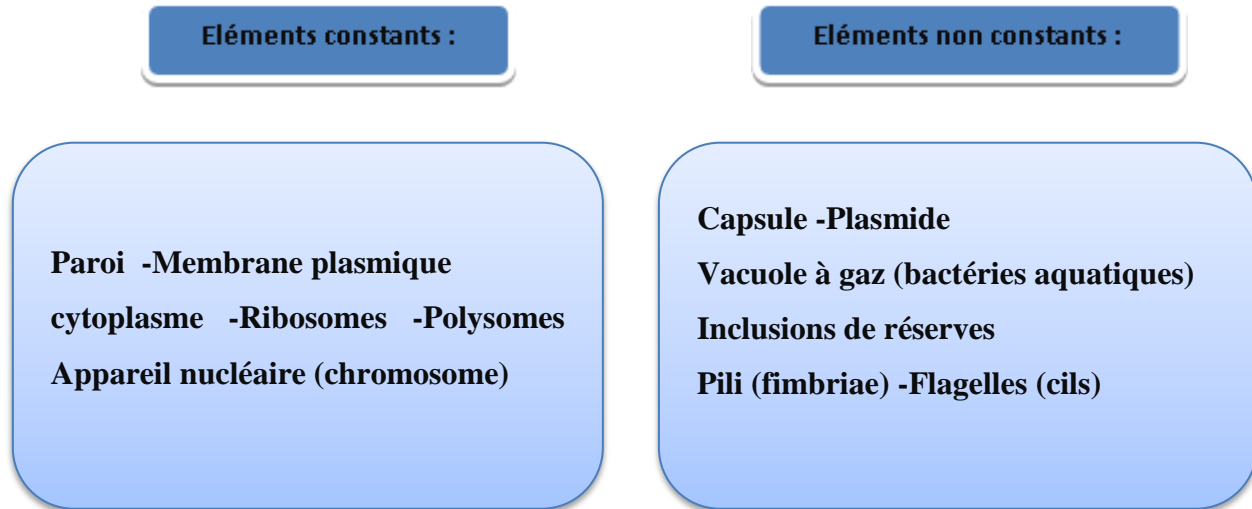 Eléments constants :
Eléments non constants :
Paroi -Membrane plasmique
cytoplasme -Ribosomes -Polysomes
Appareil nucléaire (chromosome)
Capsule -Plasmide
Vacuole à gaz (bactéries aquatiques)
Inclusions de réserves
Pili (fimbriae) -Flagelles (cils)